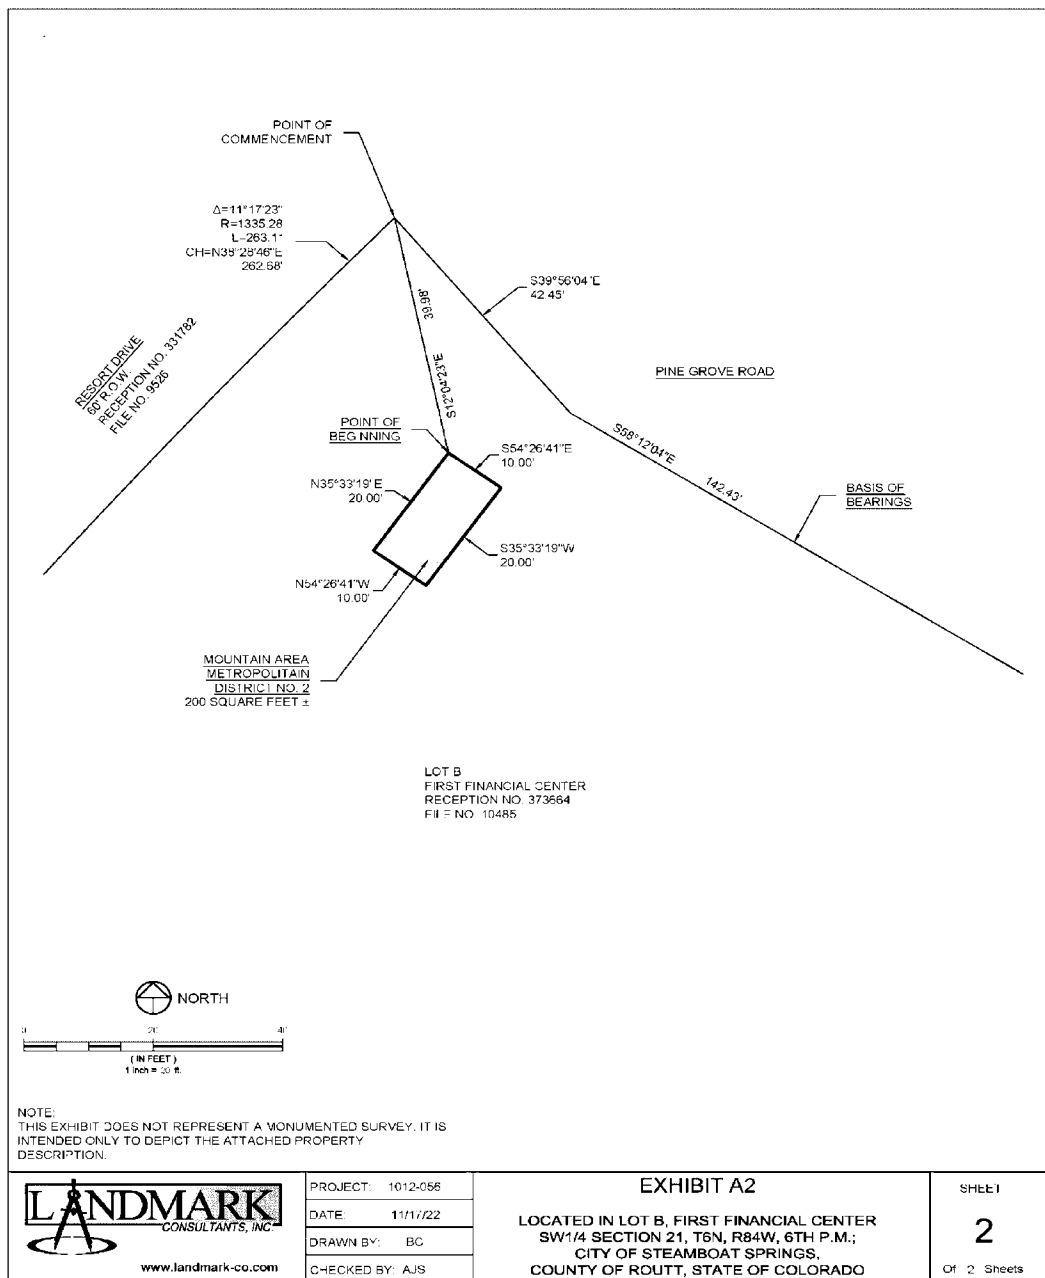 POINT OF
COMMENCEMENT
Δ=11°17'23"
R=1335.28
L=263.11
CH=N38°28'46"E
262.68'
S39°56'04"E
42.45'
39.98'
S12°04'23"E
RESORT DRIVE
60' R.O.W.
RECEPTION NO. 331782
FILE NO. 9526
PINE GROVE ROAD
POINT OF
BEG NNING
S54°26'41"E
10.00'
S58°12'04"E
142.43'
BASIS OF
BEARINGS
N35°33'19"E
20.00'
S35°33'19"W
20.00'
N54°26'41"W
10.00'
MOUNTAIN AREA
METROPOLITAIN
DISTRICT NO. 2
200 SQUARE FEET ±
LOT B
FIRST FINANCIAL CENTER
RECEPTION NO. 373664
FILE NO. 10485
NORTH
0 20 40
( IN FEET )
1 inch = 20 ft.
NOTE:
THIS EXHIBIT DOES NOT REPRESENT A MONUMENTED SURVEY. IT IS
INTENDED ONLY TO DEPICT THE ATTACHED PROPERTY
DESCRIPTION.
LANDMARK
CONSULTANTS, INC.
www.landmark-co.com
PROJECT: 1012-056
DATE: 11/17/22
DRAWN BY: BC
CHECKED BY: AJS
EXHIBIT A2
LOCATED IN LOT B, FIRST FINANCIAL CENTER
SW1/4 SECTION 21, T6N, R84W, 6TH P.M.;
CITY OF STEAMBOAT SPRINGS,
COUNTY OF ROUTT, STATE OF COLORADO
SHEET
2
Of 2 Sheets